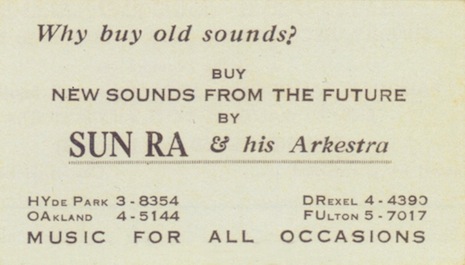 Why buy old sounds?
BUY
NEW SOUNDS FROM THE FUTURE
BY
SUN RA & his Arkestra
HYDE PARK 3-8354 DREXEL 4-4390
OAKLAND 4-5144 FULTON 5-7017
MUSIC FOR ALL OCCASIONS